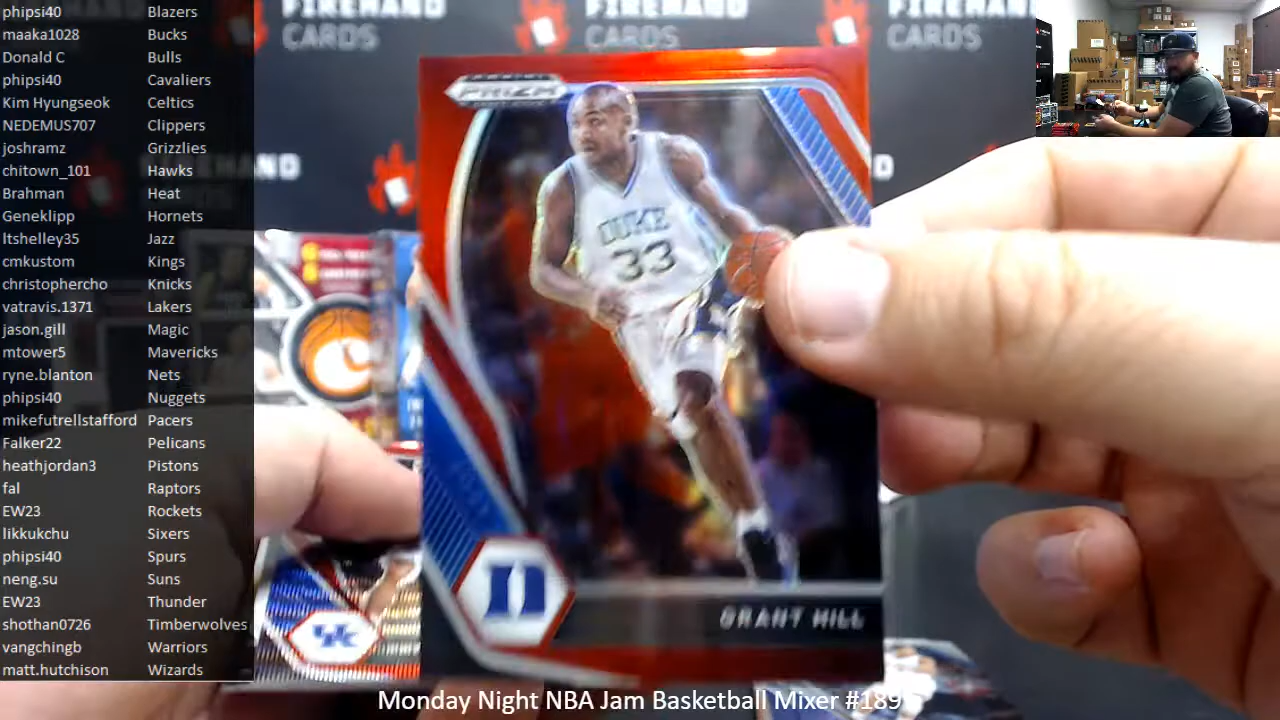 phipsi40 Blazers
maaka1028 Bucks
Donald C Bulls
phipsi40 Cavaliers
Kim Hyungseok Celtics
NEDEMUS707 Clippers
joshramz Grizzlies
chitown_101 Hawks
Brahman Heat
Geneklipp Hornets
ltshelley35 Jazz
cmkustom Kings
christophercho Knicks
vatravis.1371 Lakers
jason.gill Magic
mtower5 Mavericks
ryne.blanton Nets
phipsi40 Nuggets
mikefutrellstafford Pacers
Falker22 Pelicans
heathjordan3 Pistons
fal Raptors
EW23 Rockets
likkukchu Sixers
phipsi40 Spurs
neng.su Suns
EW23 Thunder
shothan0726 Timberwolves
vangchingb Warriors
matt.hutchison Wizards
FIREHAND
CARDS
FIREHAND
CARDS
FIREHAND
CARDS
HAND
PRIZM
DUKE
33
D
GRANT HILL
UK
Monday Night NBA Jam Basketball Mixer #189